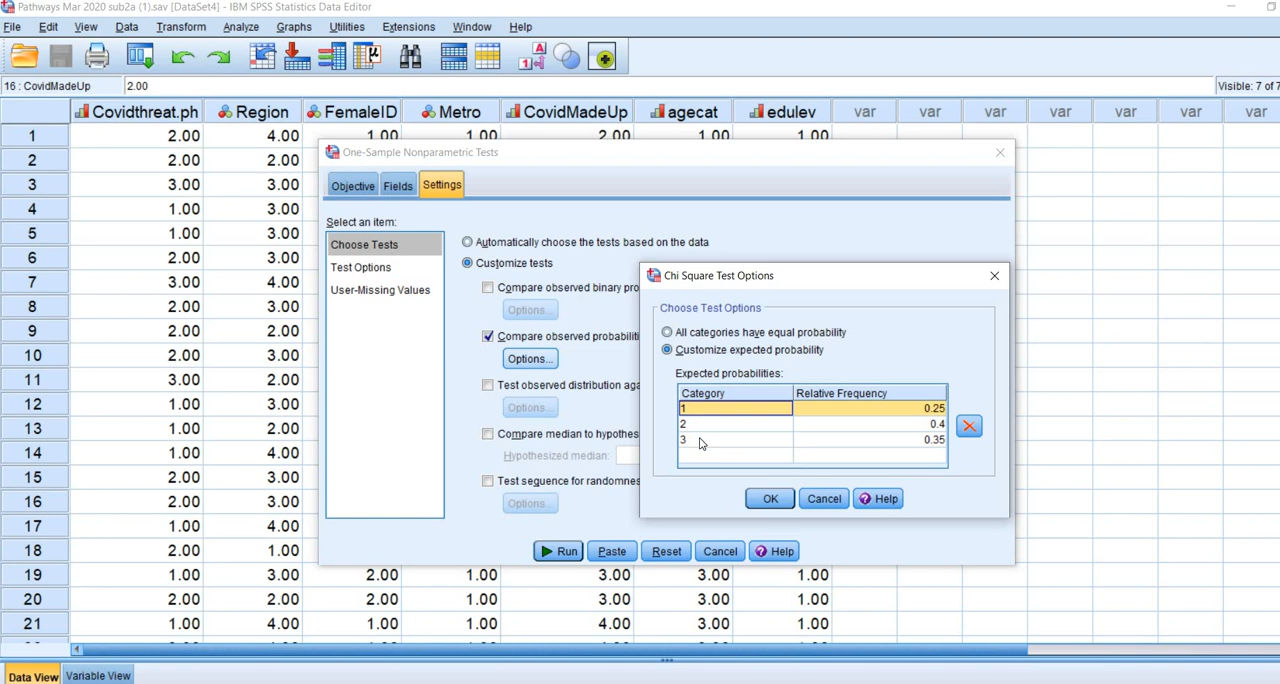 Pathways Mar 2020 sub2a (1).sav [DataSet4] - IBM SPSS Statistics Data Editor
File Edit View Data Transform Analyze Graphs Utilities Extensions Window Help
16 : CovidMadeUp 2.00 Visible: 7 of 7
Covidthreat.ph Region FemaleID Metro CovidMadeUp agecat edulev var var var var var var var
1 2.00 4.00 1.00 1.00 2.00 1.00 1.00
2 2.00 2.00
3 3.00 3.00
4 1.00 3.00
5 1.00 3.00
6 2.00 3.00
7 3.00 4.00
8 2.00 3.00
9 2.00 2.00
10 2.00 3.00
11 3.00 2.00
12 1.00 3.00
13 1.00 2.00
14 1.00 4.00
15 2.00 3.00
16 2.00 3.00
17 1.00 4.00
18 2.00 1.00
19 1.00 3.00 2.00 1.00 3.00 3.00 1.00
20 2.00 2.00 2.00 1.00 3.00 3.00 1.00
21 1.00 4.00 1.00 1.00 4.00 3.00 1.00
One-Sample Nonparametric Tests
Objective Fields Settings
Select an item:
Choose Tests
Test Options
User-Missing Values
Automatically choose the tests based on the data
Customize tests
Compare observed binary pro
Options...
Compare observed probabiliti
Options...
Test observed distribution aga
Options...
Compare median to hypothes
Hypothesized median:
Test sequence for randomnes
Options...
Run Paste Reset Cancel Help
Chi Square Test Options
Choose Test Options
All categories have equal probability
Customize expected probability
Expected probabilities:
Category Relative Frequency
1 0.25
2 0.4
3 0.35
OK Cancel Help
Data View Variable View